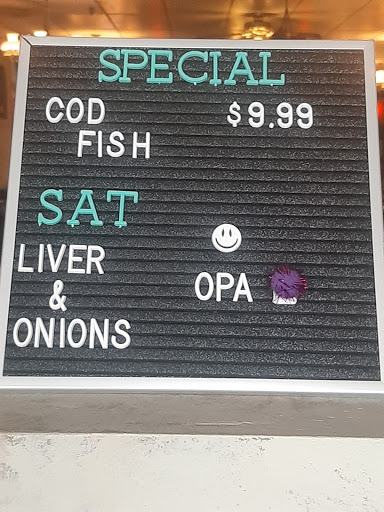 SPECIAL
COD $9.99
FISH
SAT
LIVER
&
OPA
ONIONS